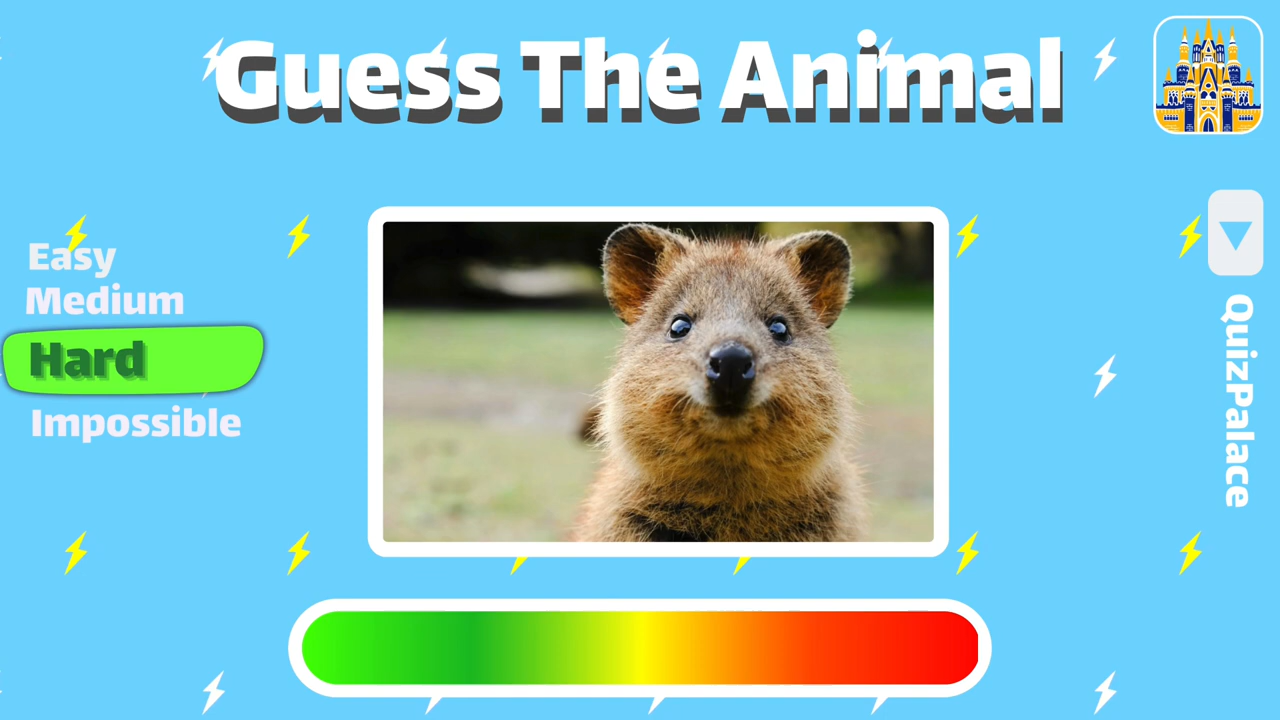 Guess The Animal
Easy
Medium
Hard
Impossible
QuizPalace